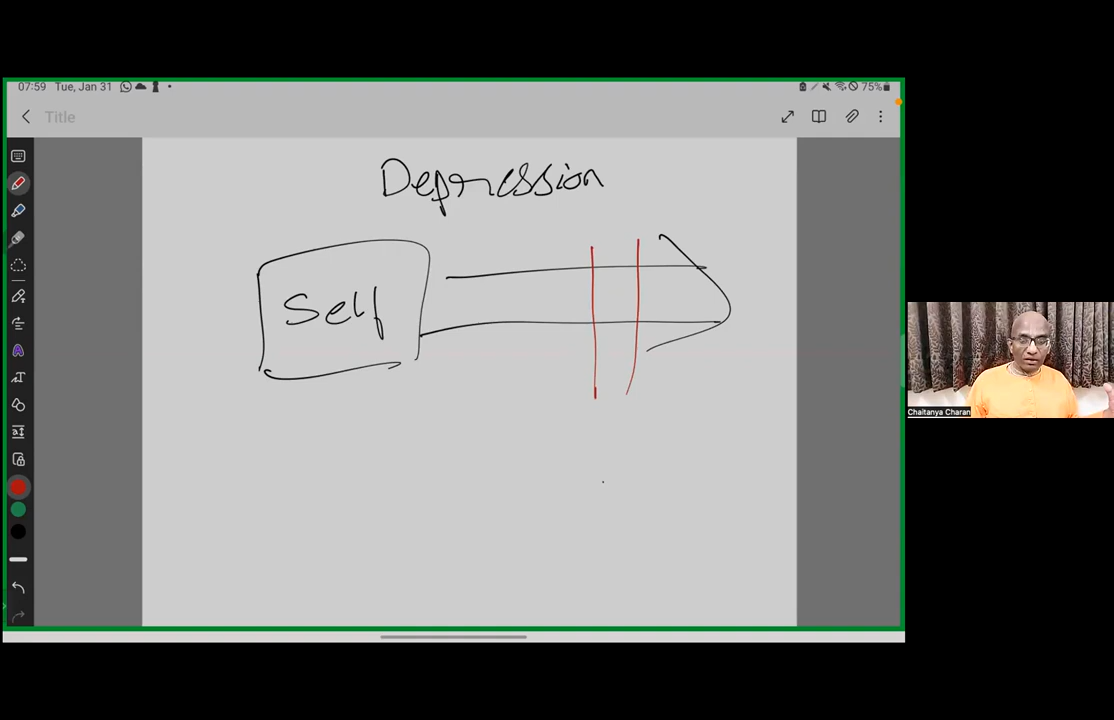 07:59 Tue, Jan 31
75%
Title
Depression
Self
Chaitanya Charan